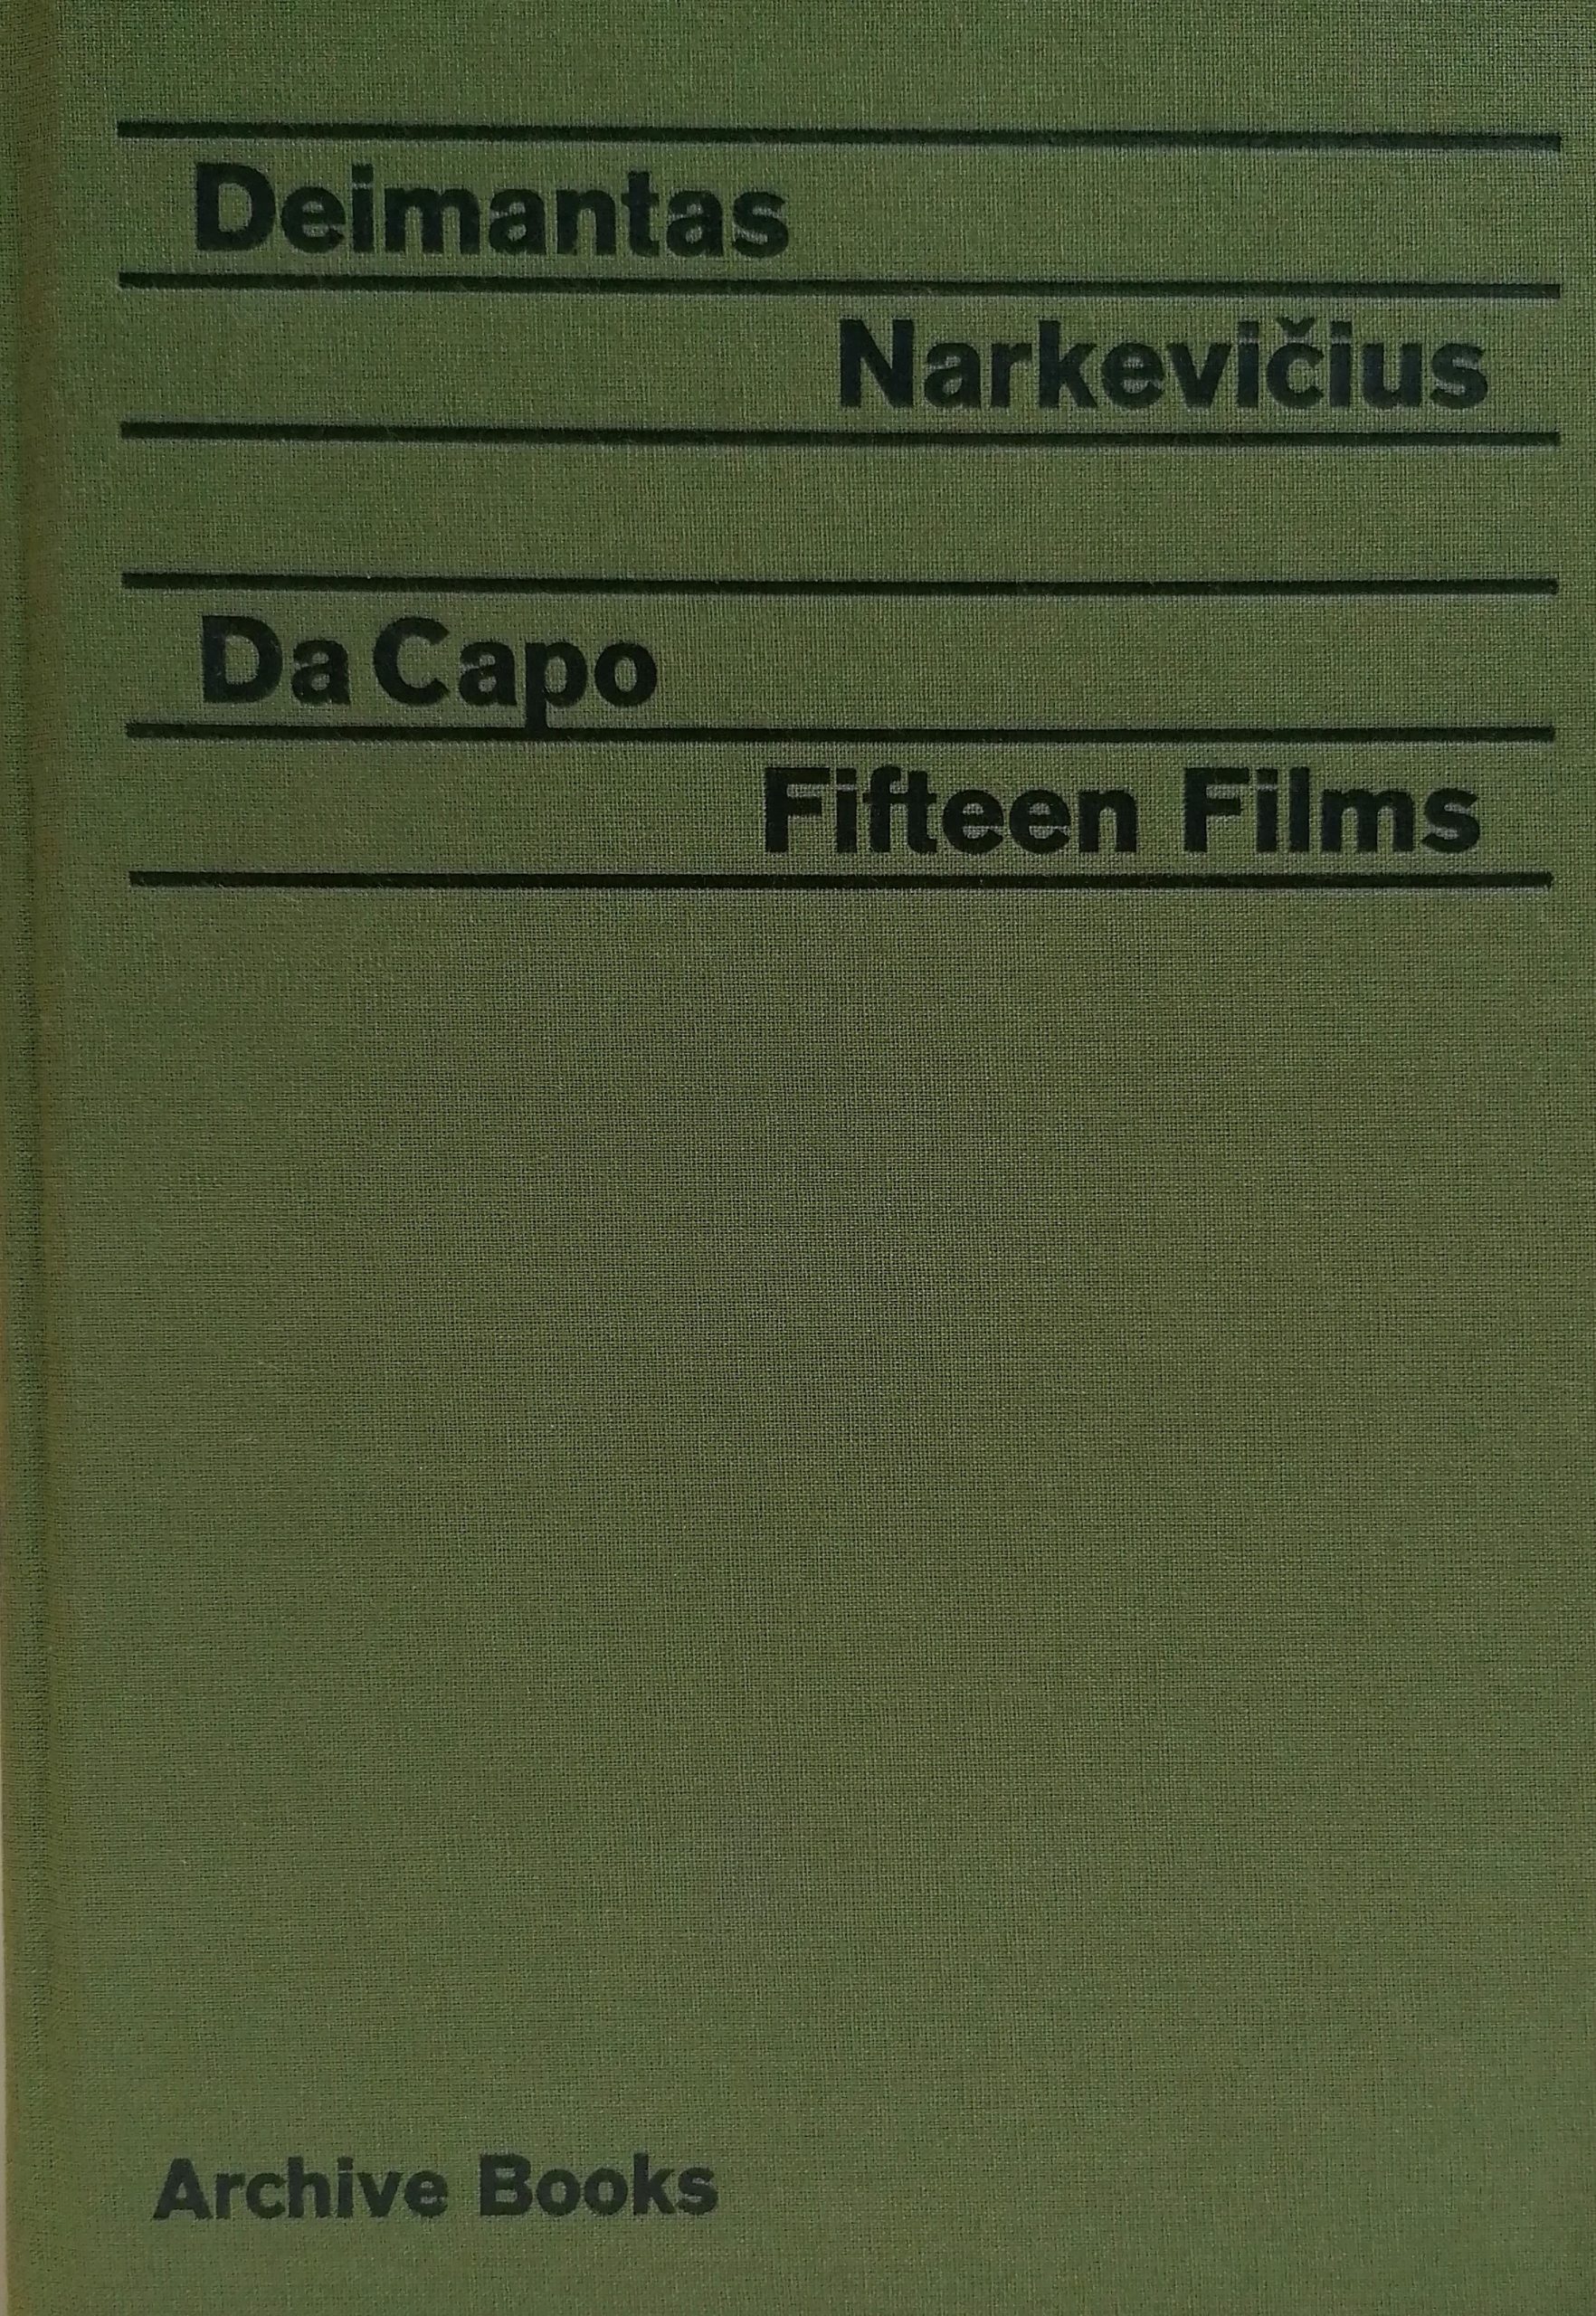 Deimantas
Narkevičius
Da Capo
Fifteen Films
Archive Books